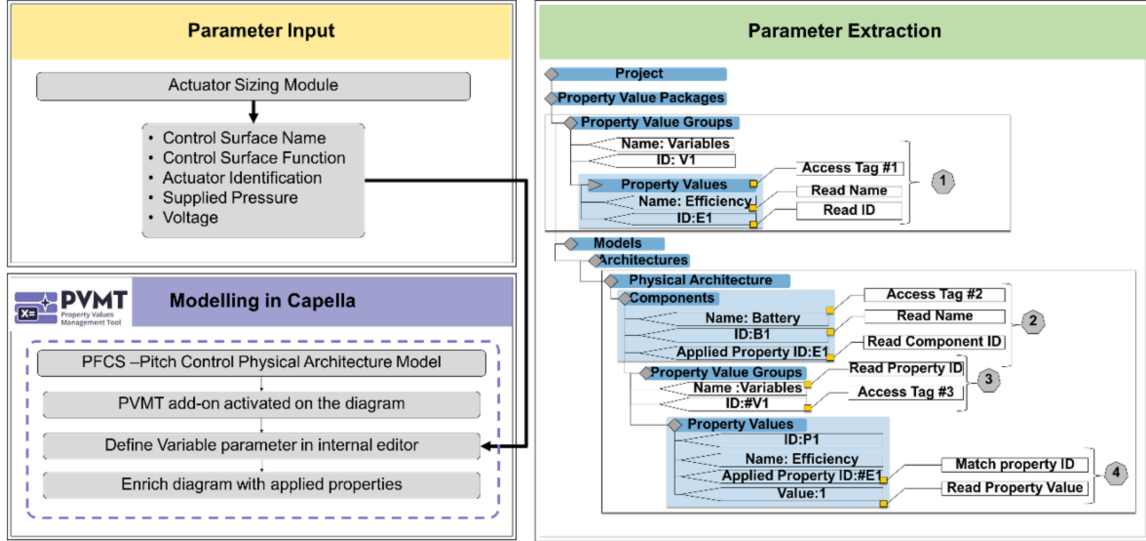 Parameter Input
Actuator Sizing Module
• Control Surface Name
• Control Surface Function
• Actuator Identification
• Supplied Pressure
• Voltage
X=
PVMT
Property Values
Management Tool
Modelling in Capella
PFCS –Pitch Control Physical Architecture Model
PVMT add-on activated on the diagram
Define Variable parameter in internal editor
Enrich diagram with applied properties
Parameter Extraction
Project
Property Value Packages
Property Value Groups
Name: Variables
ID: V1
Property Values
Name: Efficiency
ID:E1
Access Tag #1
Read Name
Read ID
1
Models
Architectures
Physical Architecture
Components
Name: Battery
ID:B1
Applied Property ID:E1
Access Tag #2
Read Name
Read Component ID
2
Property Value Groups
Name :Variables
ID:#V1
Read Property ID
Access Tag #3
3
Property Values
ID:P1
Name: Efficiency
Applied Property ID:#E1
Value:1
Match property ID
Read Property Value
4